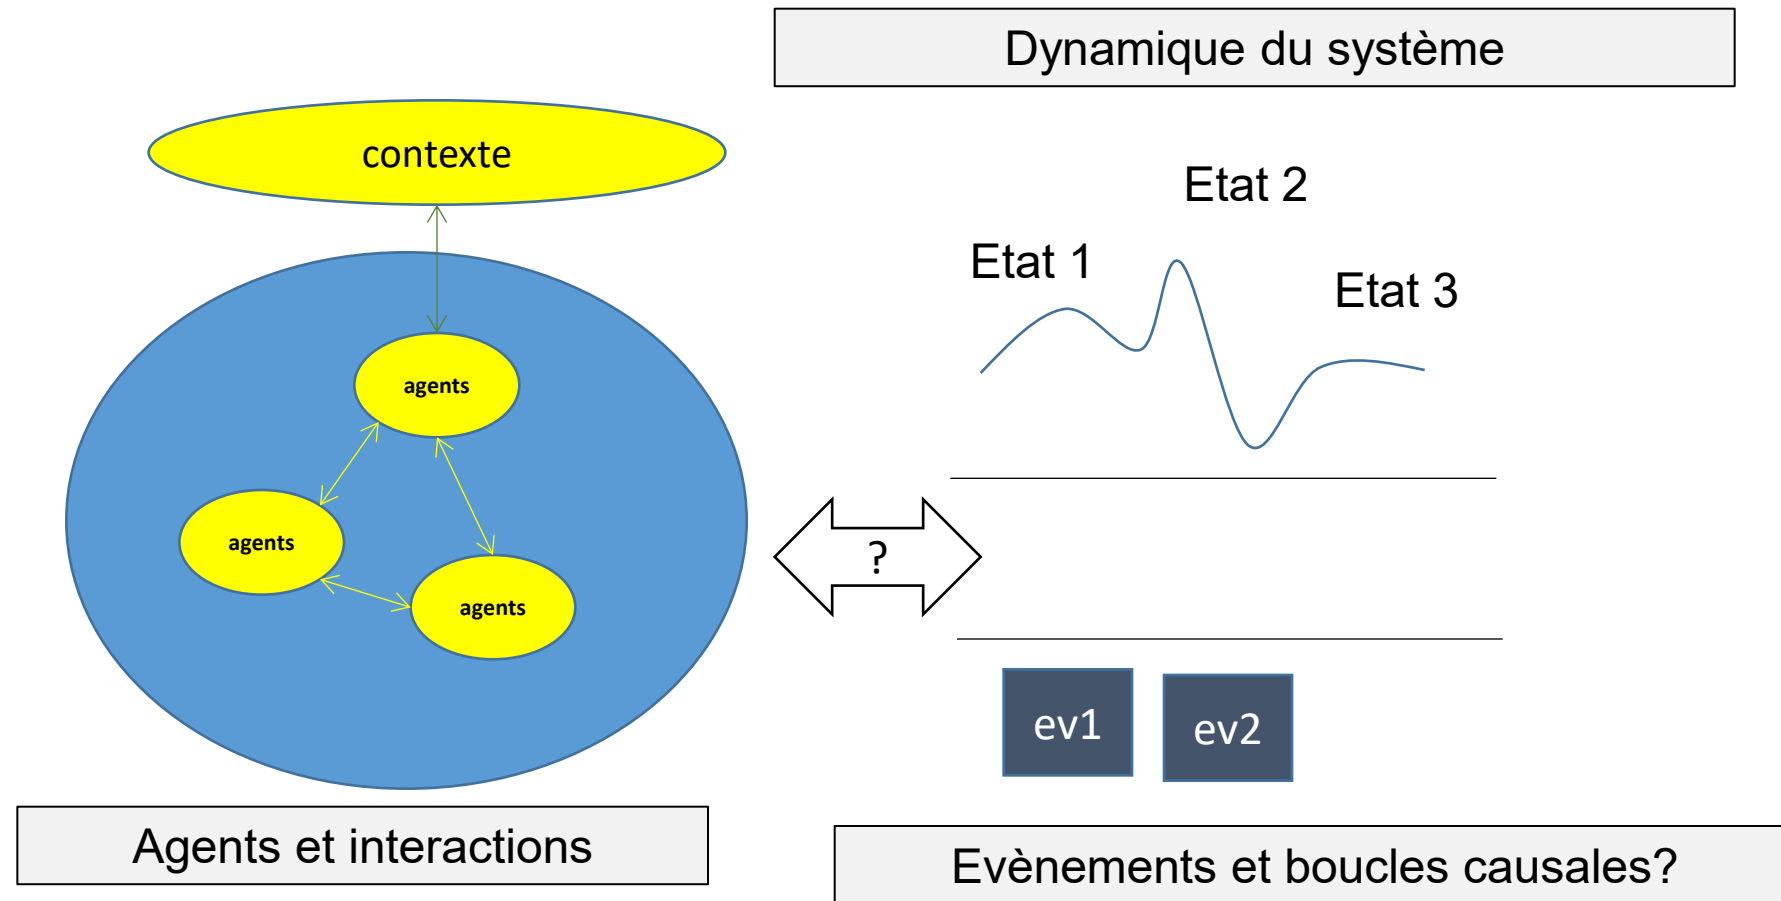 Dynamique du système
contexte
Etat 2
Etat 1
Etat 3
agents
agents
agents
?
ev1
ev2
Agents et interactions
Evènements et boucles causales?